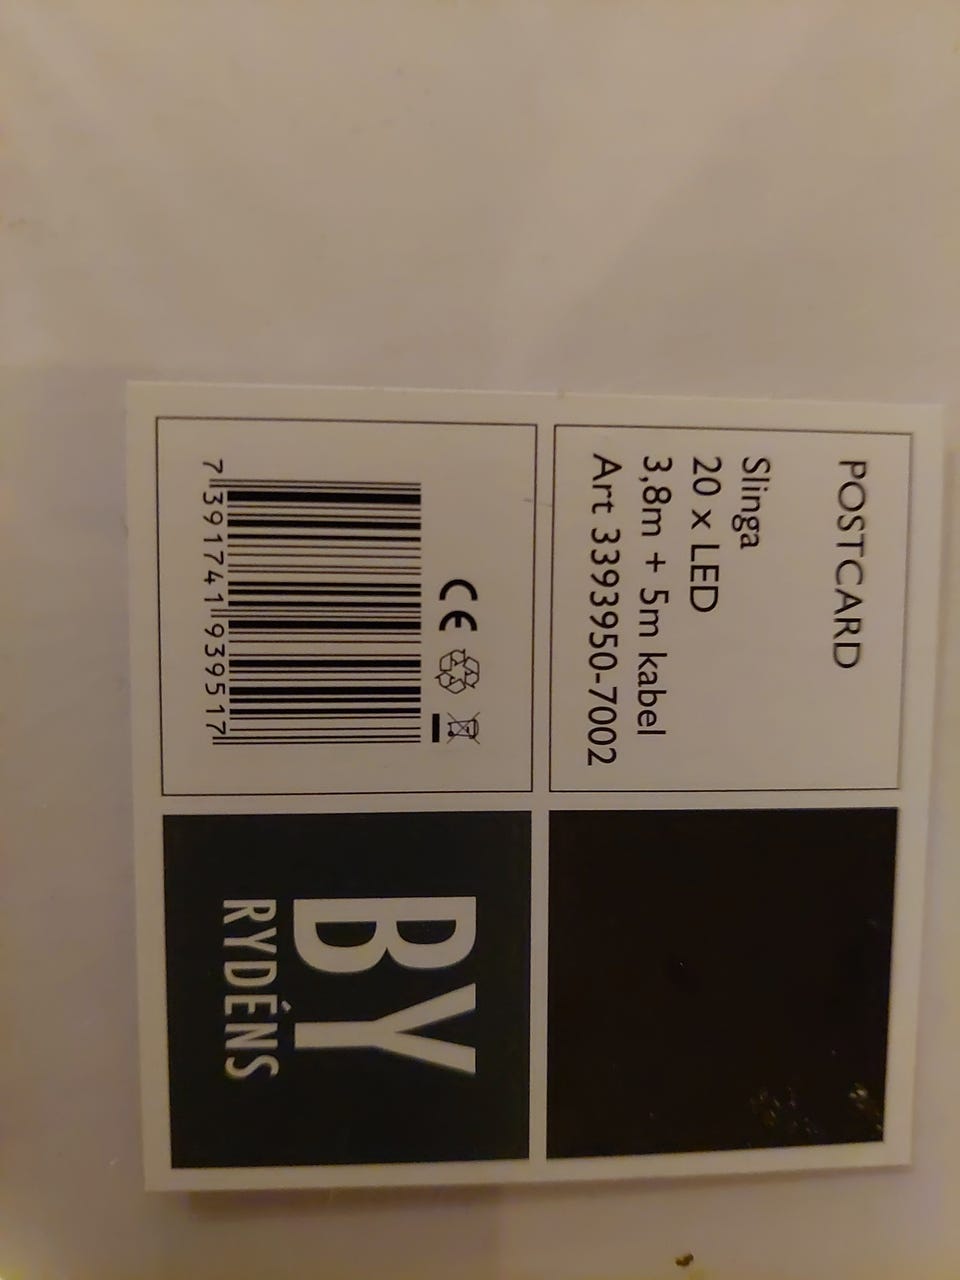 POSTCARD
Slinga
20 x LED
3,8m + 5m kabel
Art 3393950-7002
CE
7 391741 939517
BY
RYDÉNS